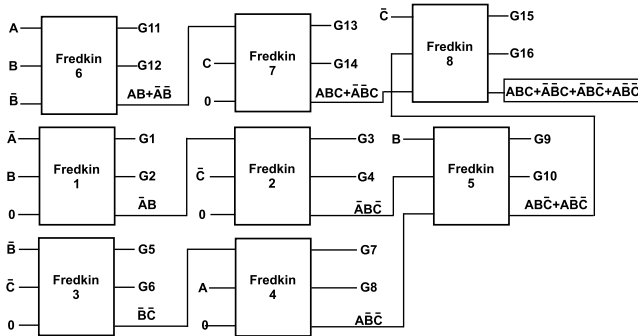 A
G11
B
Fredkin
6
G12
B̄
AB+ĀB̄
G13
C
Fredkin
7
G14
0
ABC+ĀB̄C
C̄
G15
Fredkin
8
G16
ABC+ĀB̄C+ĀBC̄+AB̄C̄
Ā
G1
B
Fredkin
1
G2
0
ĀB
G3
C̄
Fredkin
2
G4
0
ĀBC̄
B
G9
Fredkin
5
G10
ABC̄+AB̄C̄
B̄
G5
C̄
Fredkin
3
G6
0
B̄C̄
G7
A
Fredkin
4
G8
0
AB̄C̄